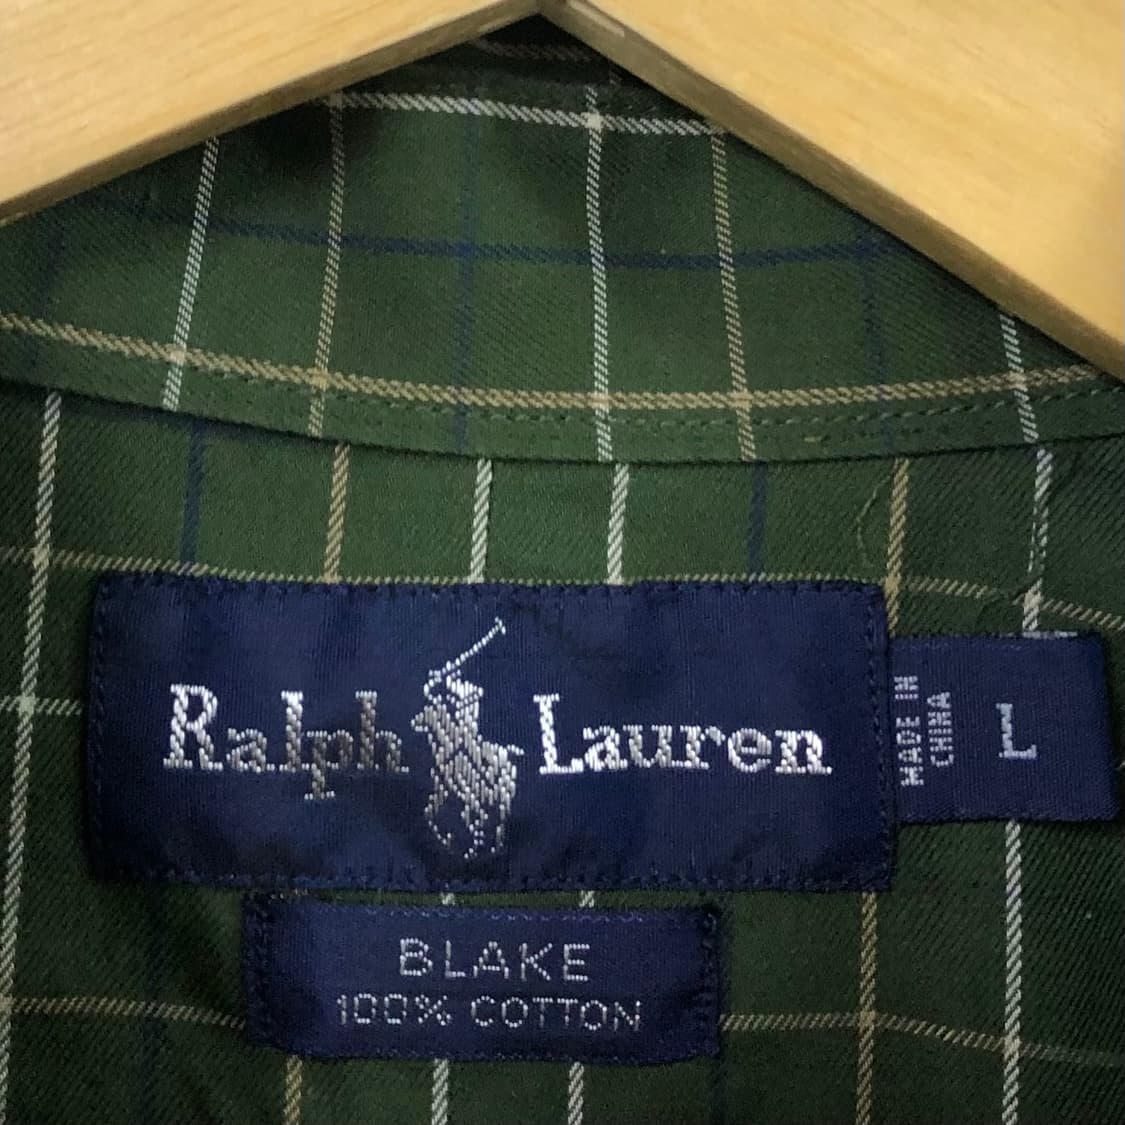 Ralph Lauren
MADE IN
CHINA
L
BLAKE
100% COTTON